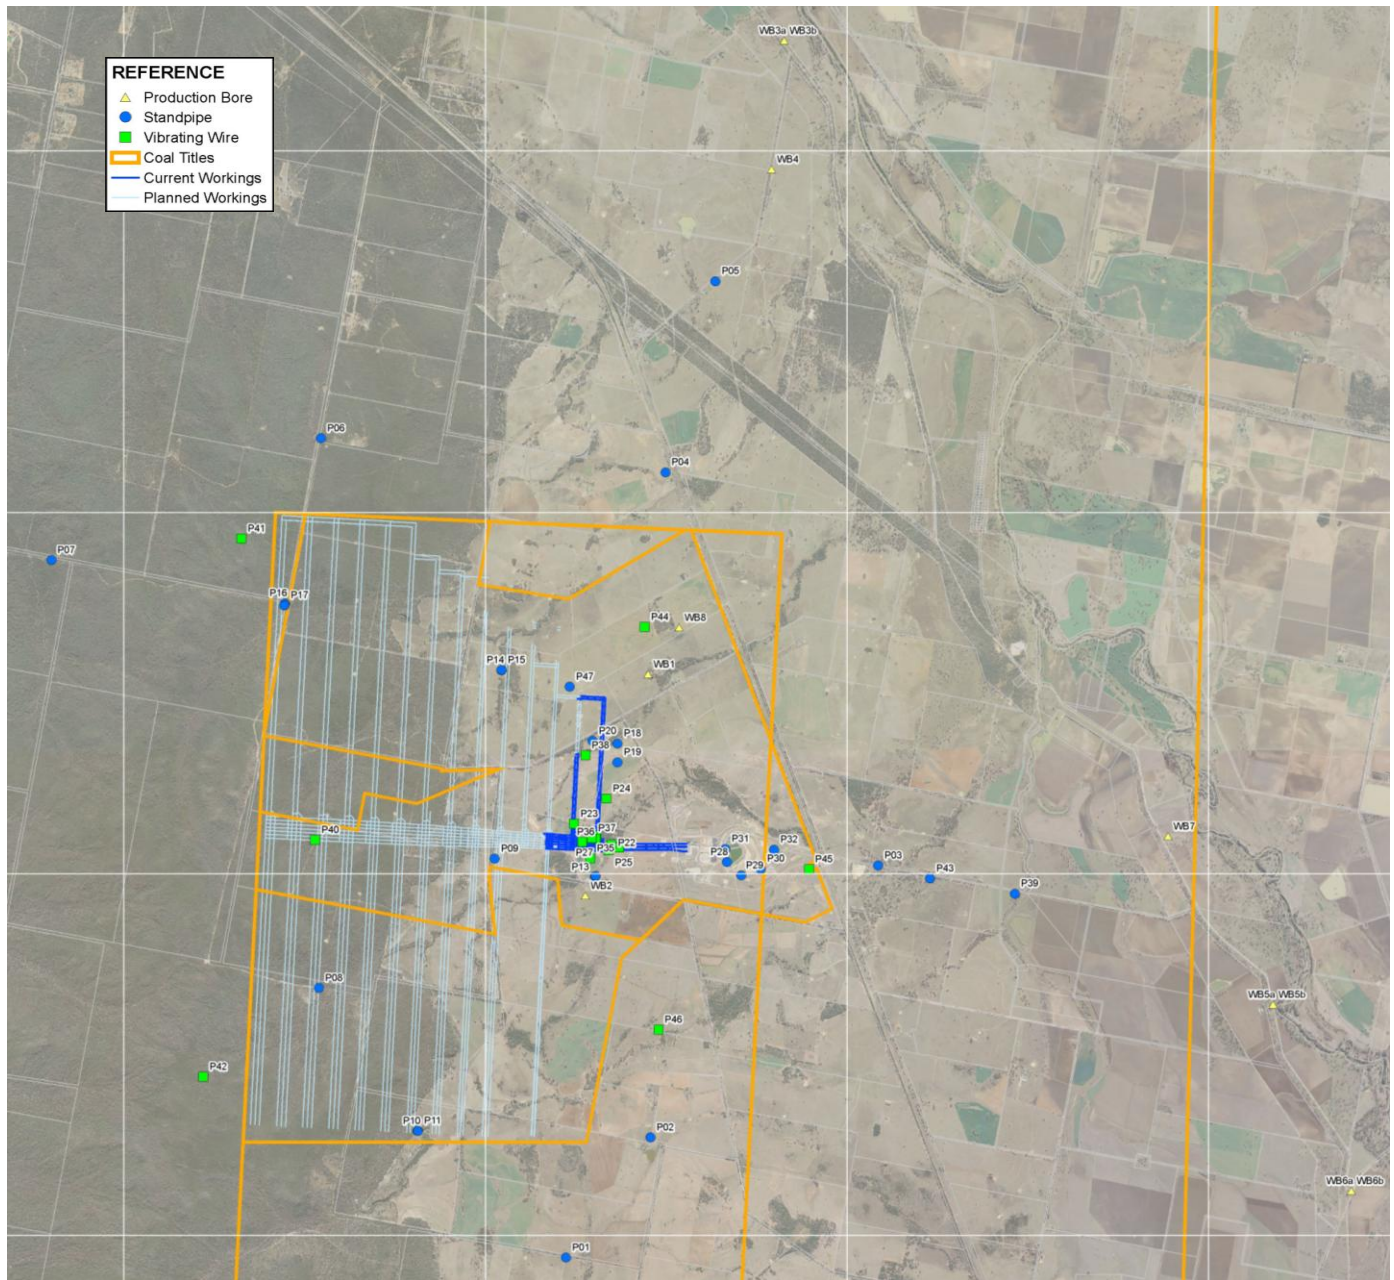 WB3a WB3b
REFERENCE
Production Bore
Standpipe
Vibrating Wire
Coal Titles
Current Workings
Planned Workings
WB4
P05
P06
P04
P41
P07
P16 P17
P44 WB8
P14 P15
WB1
P47
P20 P18
P38
P19
P24
P23
P37
P36
P40
P22
P35
P27
P25
P13
P09
WB2
P31 P32
P28
P30
P29
P45
P03
P43
P39
WB7
P08
WB5a WB5b
P46
P42
P10 P11
P02
WB6a WB6b
P01